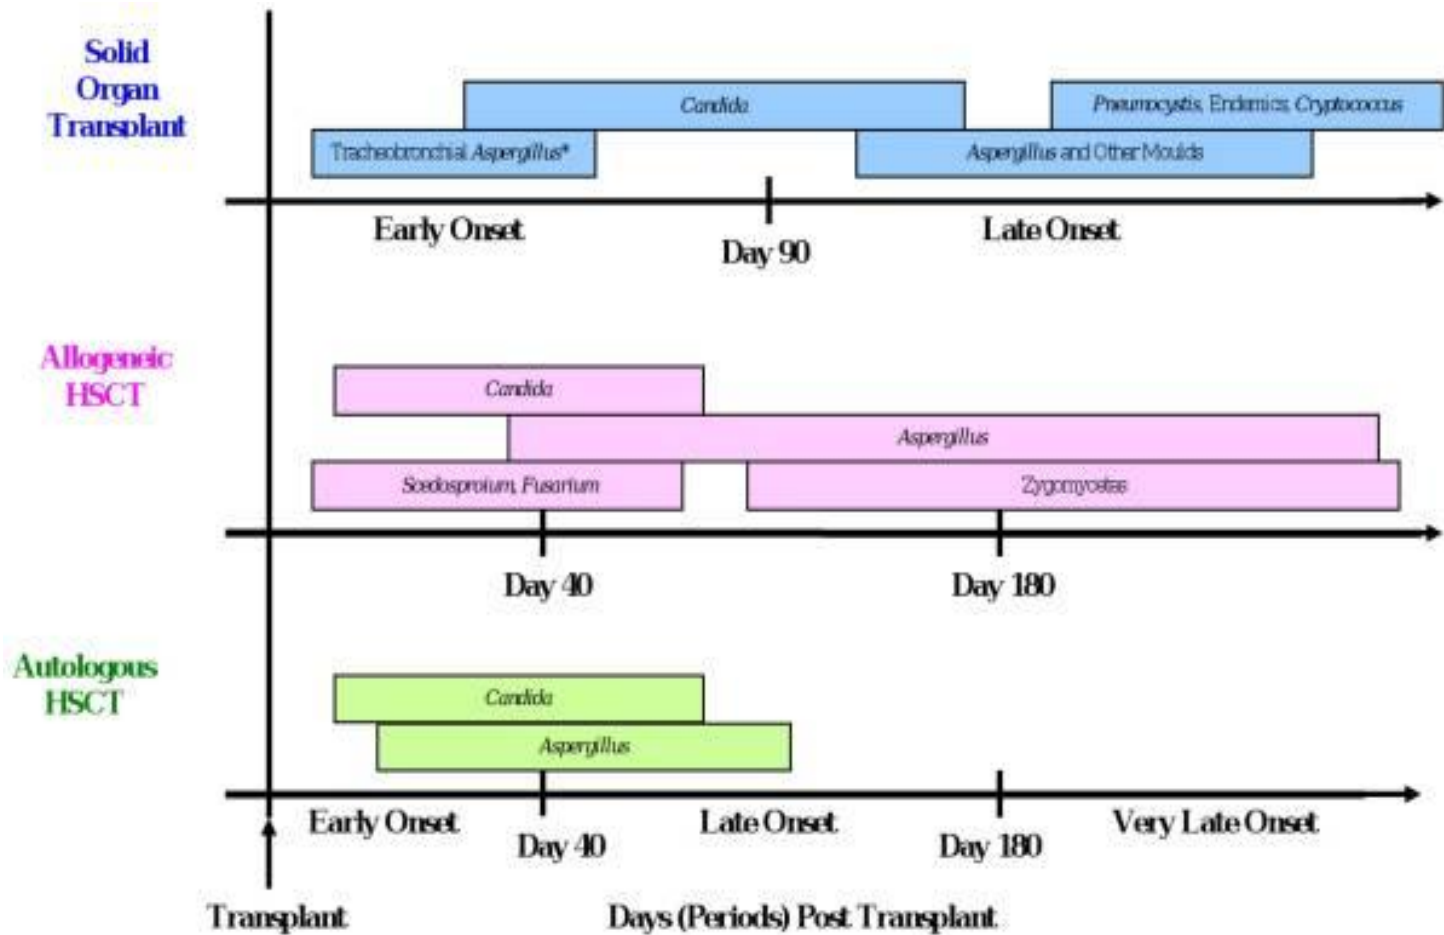 Solid
Organ
Transplant
Candida
Pneumocystis, Endemics, Cryptococcus
Tracheobronchial Aspergillus*
Aspergillus and Other Moulds
Early Onset
Late Onset
Day 90
Allogeneic
HSCT
Candida
Aspergillus
Scedosproium, Fusarium
Zygomycetes
Day 40
Day 180
Autologous
HSCT
Candida
Aspergillus
Early Onset
Late Onset
Very Late Onset
Day 40
Day 180
Transplant
Days (Periods) Post Transplant